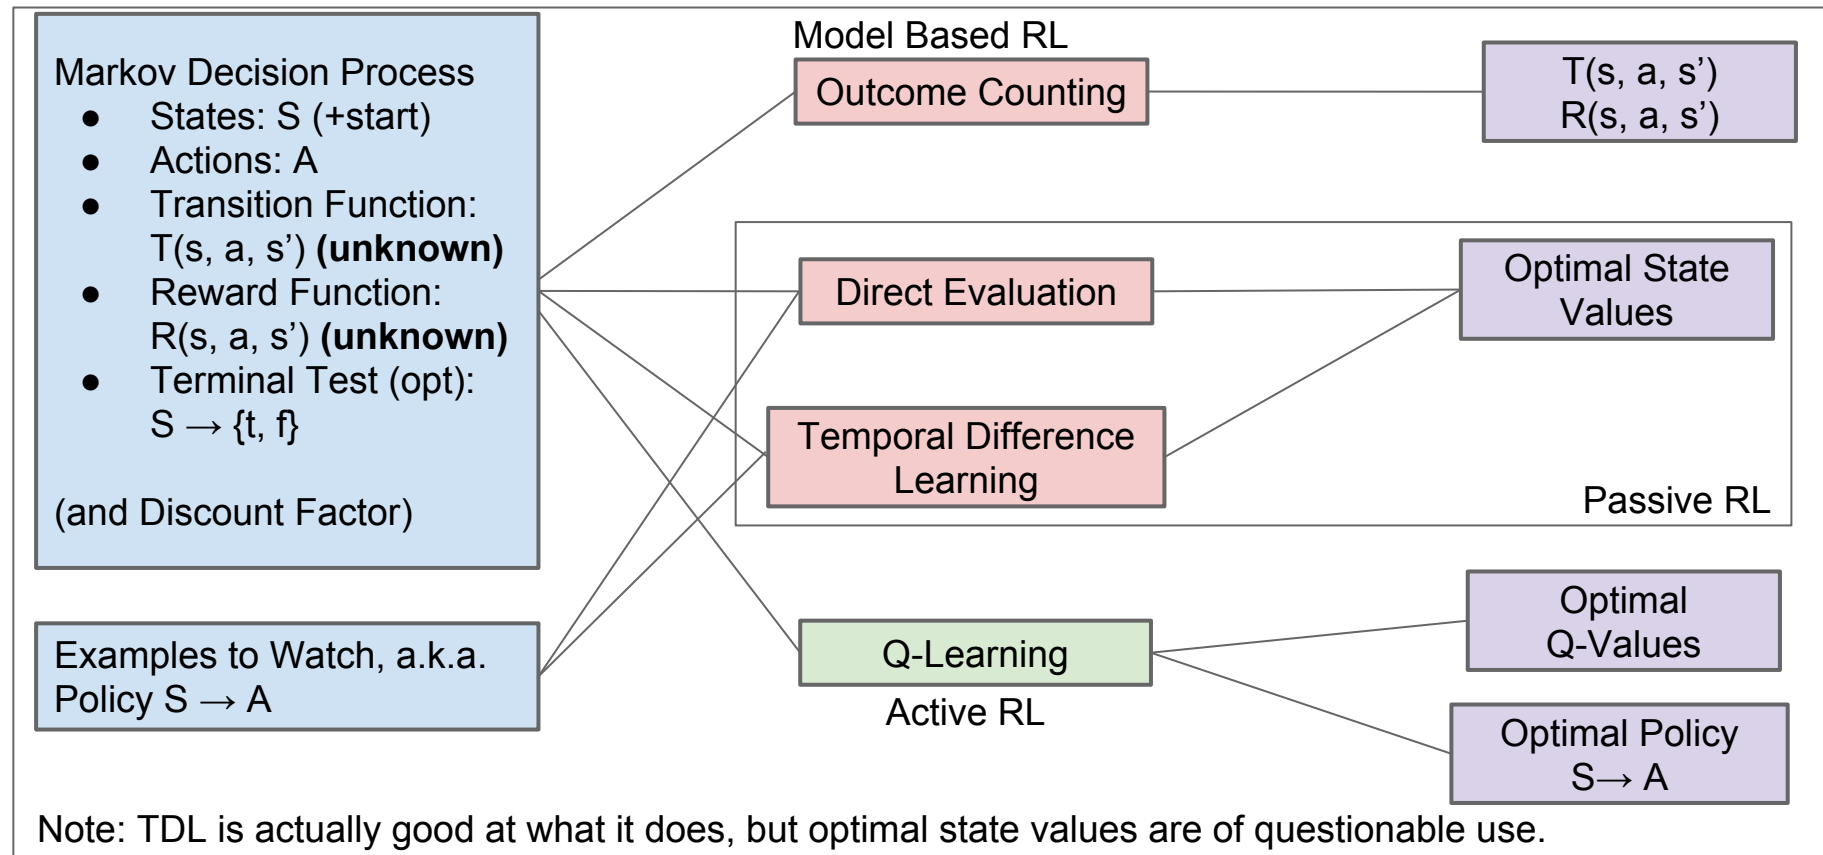 Markov Decision Process
● States: S (+start)
● Actions: A
● Transition Function:
T(s, a, s’) (unknown)
● Reward Function:
R(s, a, s’) (unknown)
● Terminal Test (opt):
S → {t, f}
(and Discount Factor)
Examples to Watch, a.k.a.
Policy S → A
Model Based RL
Outcome Counting
T(s, a, s’)
R(s, a, s’)
Direct Evaluation
Optimal State
Values
Temporal Difference
Learning
Passive RL
Q-Learning
Active RL
Optimal
Q-Values
Optimal Policy
S→ A
Note: TDL is actually good at what it does, but optimal state values are of questionable use.